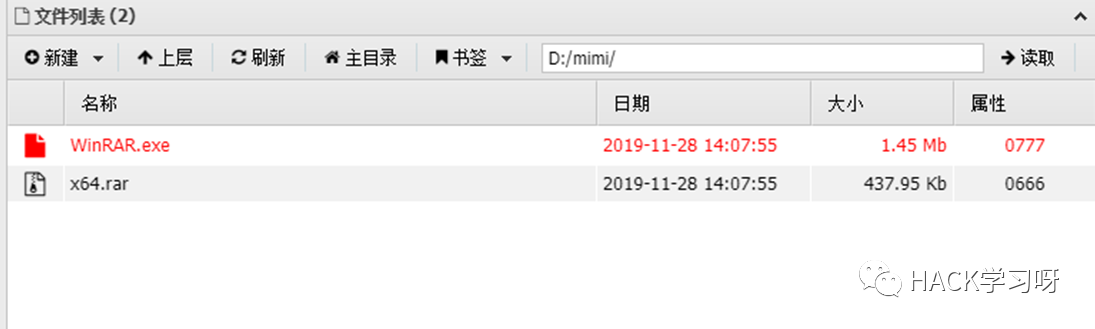 文件列表 (2)
新建 上层 刷新 主目录 书签 D:/mimi/ 读取
名称 日期 大小 属性
WinRAR.exe 2019-11-28 14:07:55 1.45 Mb 0777
x64.rar 2019-11-28 14:07:55 437.95 Kb 0666
HACK学习呀